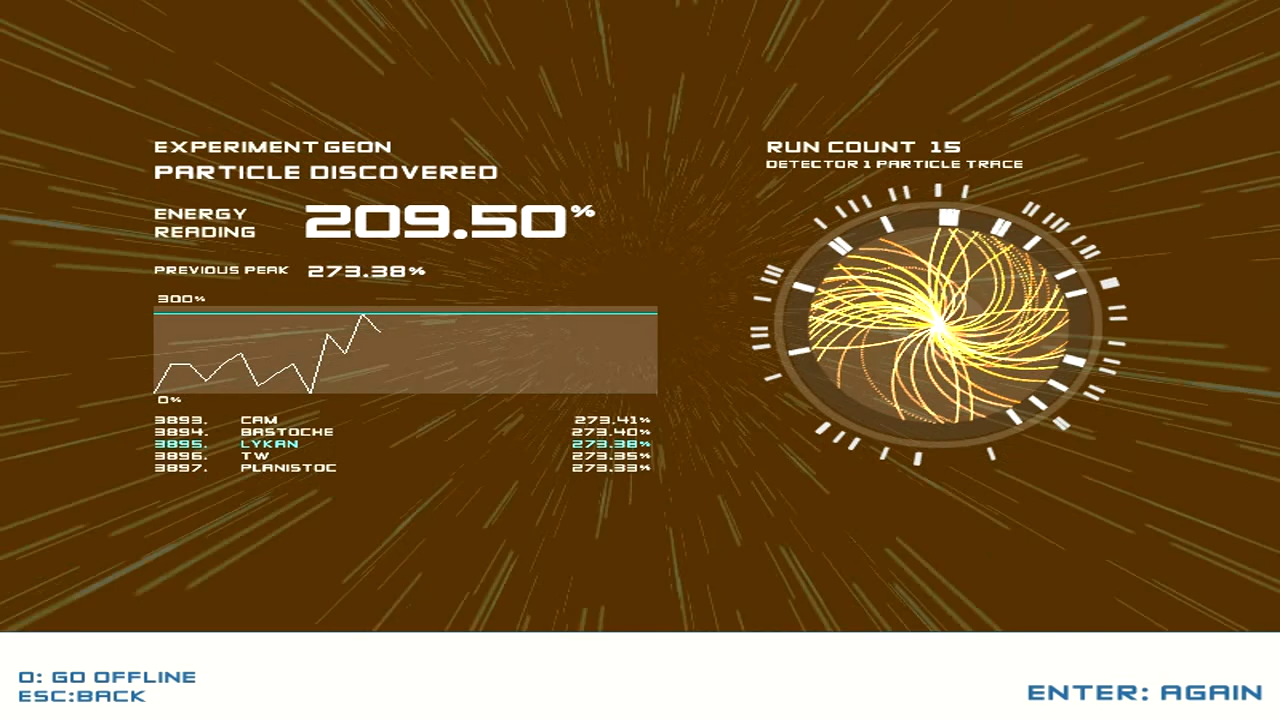 EXPERIMENT GEON
PARTICLE DISCOVERED
ENERGY READING 209.50%
PREVIOUS PEAK 273.38%
300%
0%
3893. CAM 273.41%
3894. BASTOCHE 273.40%
3895. LYKAN 273.38%
3896. TW 273.35%
3897. PLANISTOC 273.33%
RUN COUNT 15
DETECTOR 1 PARTICLE TRACE
O: GO OFFLINE
ESC:BACK
ENTER: AGAIN